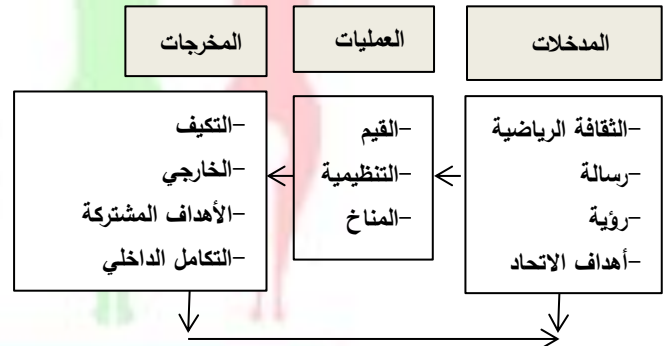 المدخلات
العمليات
المخرجات
-الثقافة الرياضية
-رسالة
-رؤية
-أهداف الاتحاد
-القيم
-التنظيمية
-المناخ
-التكيف
-الخارجي
-الأهداف المشتركة
-التكامل الداخلي